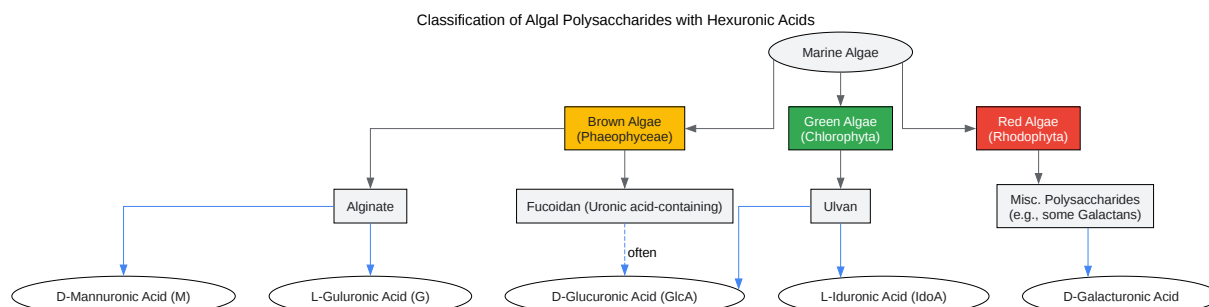 Classification of Algal Polysaccharides with Hexuronic Acids
Marine Algae
Brown Algae
(Phaeophyceae)
Green Algae
(Chlorophyta)
Red Algae
(Rhodophyta)
Alginate
Fucoidan (Uronic acid-containing)
Ulvan
Misc. Polysaccharides
(e.g., some Galactans)
often
D-Mannuronic Acid (M)
L-Guluronic Acid (G)
D-Glucuronic Acid (GlcA)
L-Iduronic Acid (IdoA)
D-Galacturonic Acid